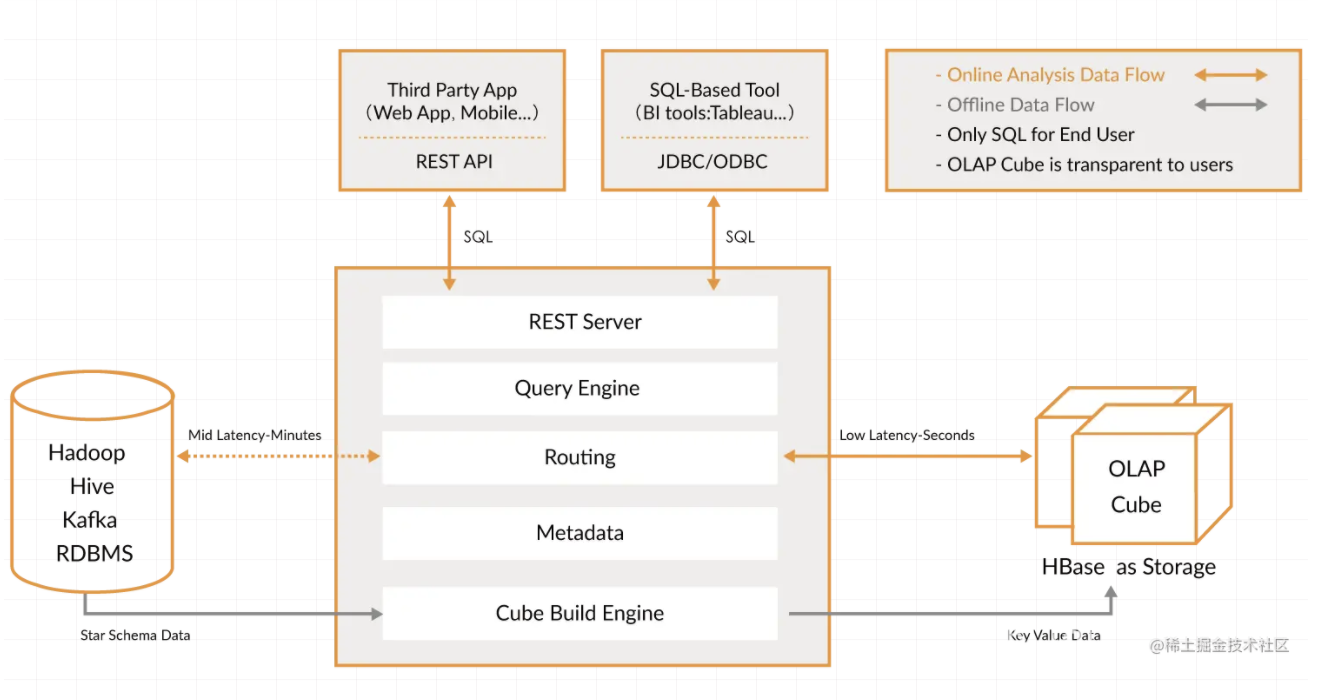 Third Party App
（Web App, Mobile...）
REST API
SQL-Based Tool
（BI tools:Tableau...）
JDBC/ODBC
- Online Analysis Data Flow
- Offline Data Flow
- Only SQL for End User
- OLAP Cube is transparent to users
SQL
SQL
REST Server
Query Engine
Routing
Metadata
Cube Build Engine
Mid Latency-Minutes
Low Latency-Seconds
Hadoop
Hive
Kafka
RDBMS
OLAP
Cube
HBase as Storage
Star Schema Data
Key Value Data
@稀土掘金技术社区